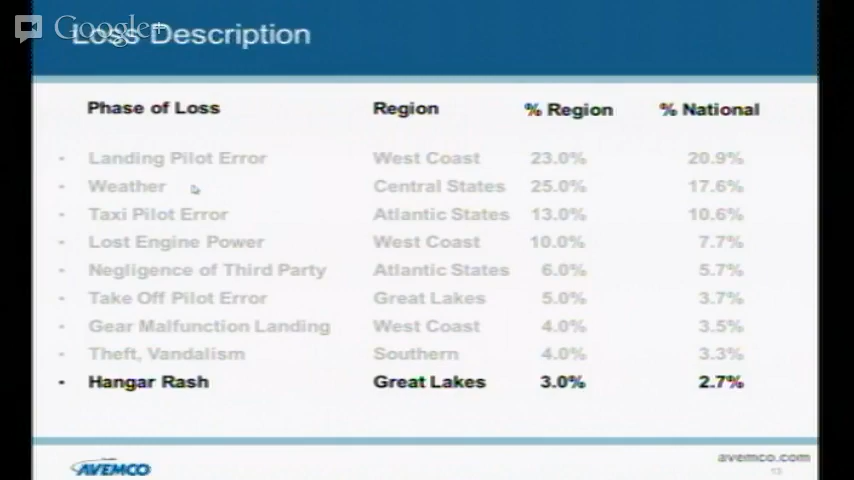 Google+
Loss Description
Phase of Loss Region % Region % National
• Landing Pilot Error West Coast 23.0% 20.9%
• Weather Central States 25.0% 17.6%
• Taxi Pilot Error Atlantic States 13.0% 10.6%
• Lost Engine Power West Coast 10.0% 7.7%
• Negligence of Third Party Atlantic States 6.0% 5.7%
• Take Off Pilot Error Great Lakes 5.0% 3.7%
• Gear Malfunction Landing West Coast 4.0% 3.5%
• Theft, Vandalism Southern 4.0% 3.3%
• Hangar Rash Great Lakes 3.0% 2.7%
avemco.com
AVEMCO
13